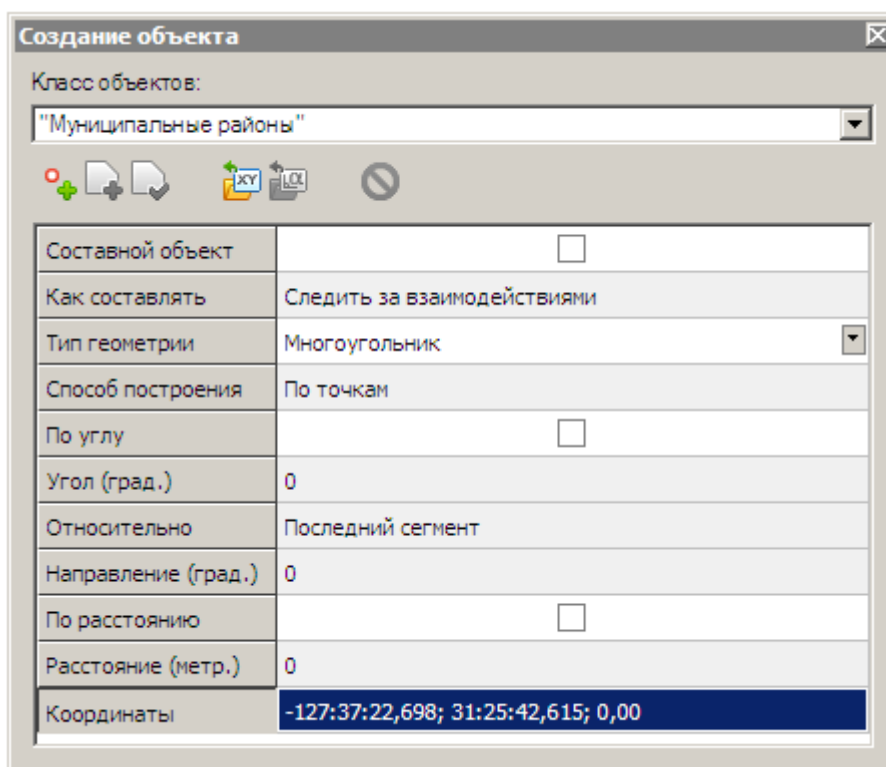 Создание объекта
Класс объектов:
"Муниципальные районы"
XY Lα
Составной объект
Как составлять Следить за взаимодействиями
Тип геометрии Многоугольник
Способ построения По точкам
По углу
Угол (град.) 0
Относительно Последний сегмент
Направление (град.) 0
По расстоянию
Расстояние (метр.) 0
Координаты -127:37:22,698; 31:25:42,615; 0,00